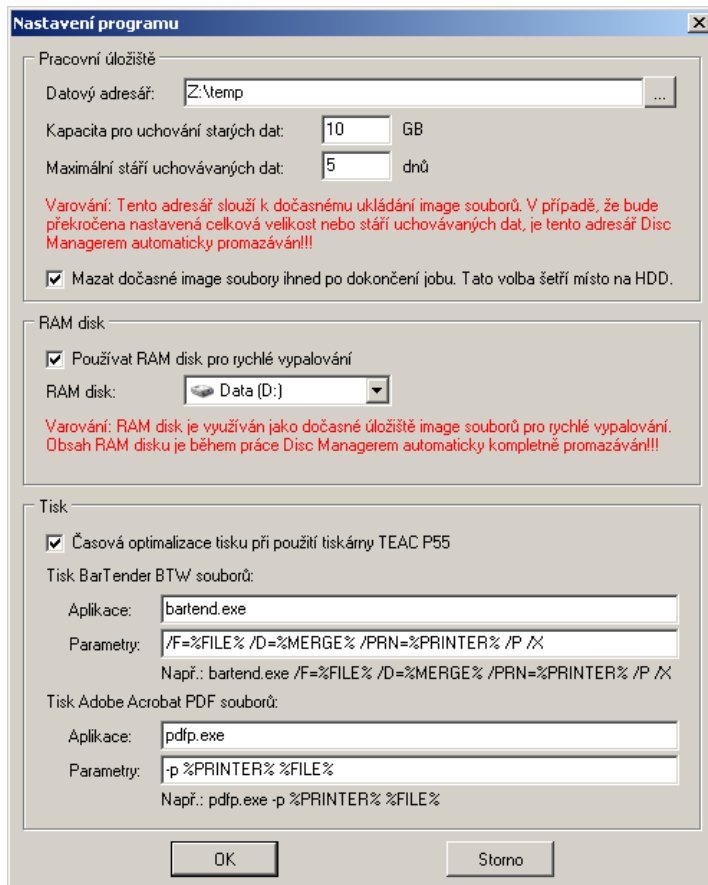 Nastavení programu
Pracovní úložiště
Datový adresář: Z:\temp ...
Kapacita pro uchování starých dat: 10 GB
Maximální stáří uchovávaných dat: 5 dnů
Varování: Tento adresář slouží k dočasnému ukládání image souborů. V případě, že bude
překročena nastavená celková velikost nebo stáří uchovávaných dat, je tento adresář Disc
Managerem automaticky promazáván!!!
Mazat dočasné image soubory ihned po dokončení jobu. Tato volba šetří místo na HDD.
RAM disk
Používat RAM disk pro rychlé vypalování
RAM disk: Data (D:)
Varování: RAM disk je využíván jako dočasné úložiště image souborů pro rychlé vypalování.
Obsah RAM disku je během práce Disc Managerem automaticky kompletně promazáván!!!
Tisk
Časová optimalizace tisku při použití tiskárny TEAC P55
Tisk BarTender BTW souborů:
Aplikace: bartend.exe
Parametry: /F=%FILE% /D=%MERGE% /PRN=%PRINTER% /P /X
Např.: bartend.exe /F=%FILE% /D=%MERGE% /PRN=%PRINTER% /P /X
Tisk Adobe Acrobat PDF souborů:
Aplikace: pdfp.exe
Parametry: -p %PRINTER% %FILE%
Např.: pdfp.exe -p %PRINTER% %FILE%
OK Storno